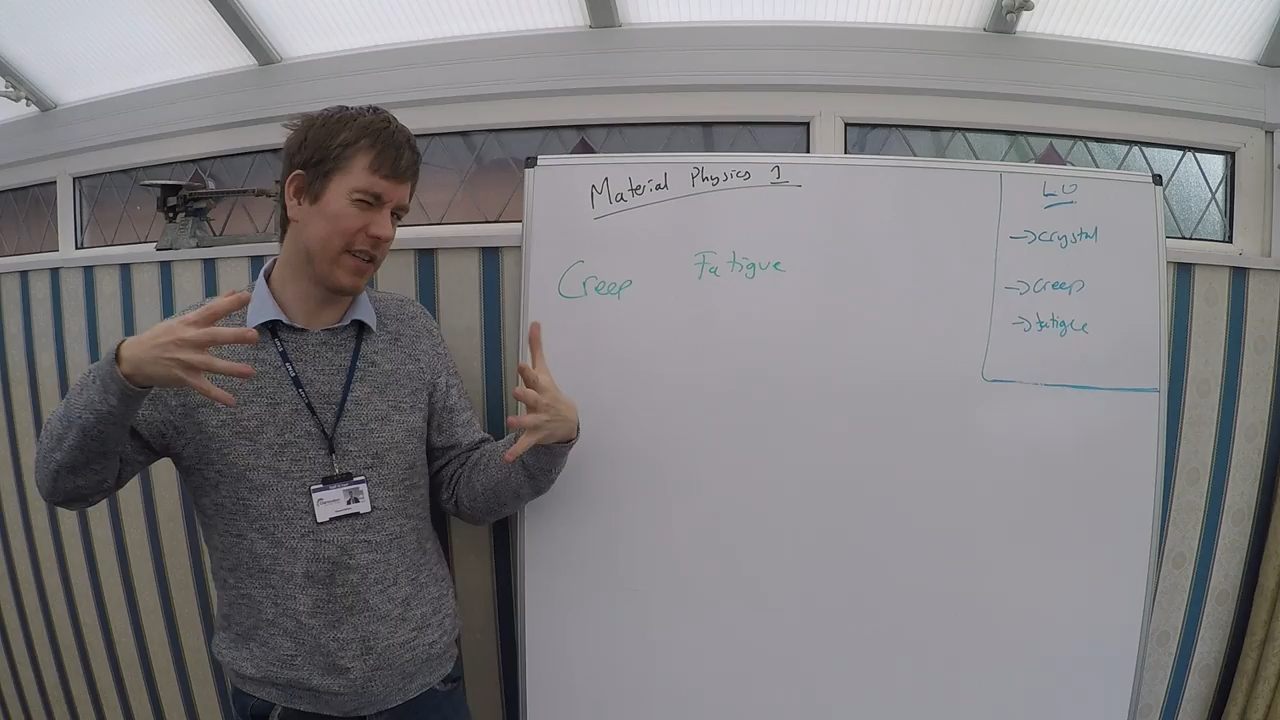 Material Physics 1
Creep
Fatigue
LO
→crystal
→creep
→fatigue